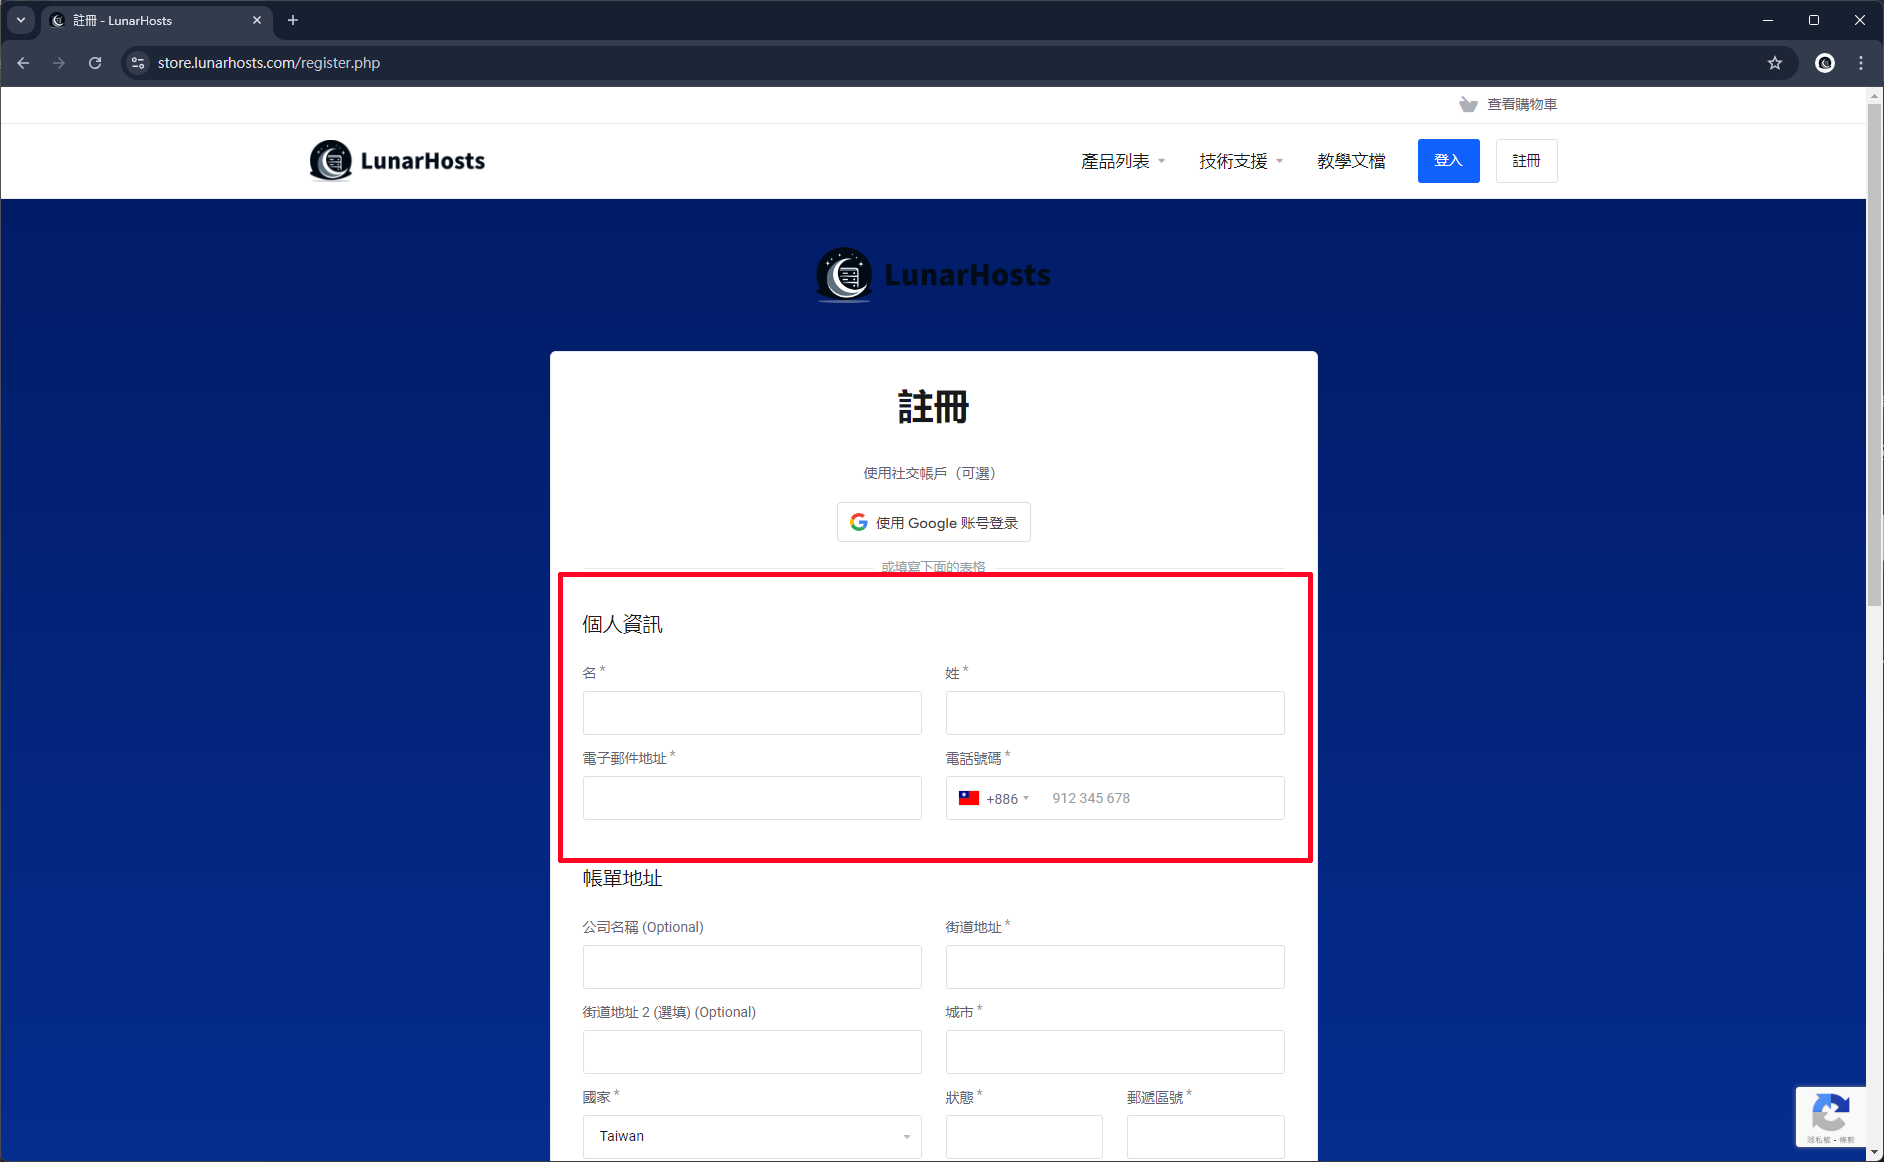 註冊 - LunarHosts
store.lunarhosts.com/register.php
查看購物車
LunarHosts
產品列表
技術支援
教學文檔
登入
註冊
LunarHosts
註冊
使用社交帳戶（可選）
使用 Google 账号登录
或填寫下面的表格
個人資訊
名 *
姓 *
電子郵件地址 *
電話號碼 *
+886
912 345 678
帳單地址
公司名稱 (Optional)
街道地址 *
街道地址 2 (選填) (Optional)
城市 *
國家 *
狀態 *
郵遞區號 *
Taiwan
隱私權 - 條款